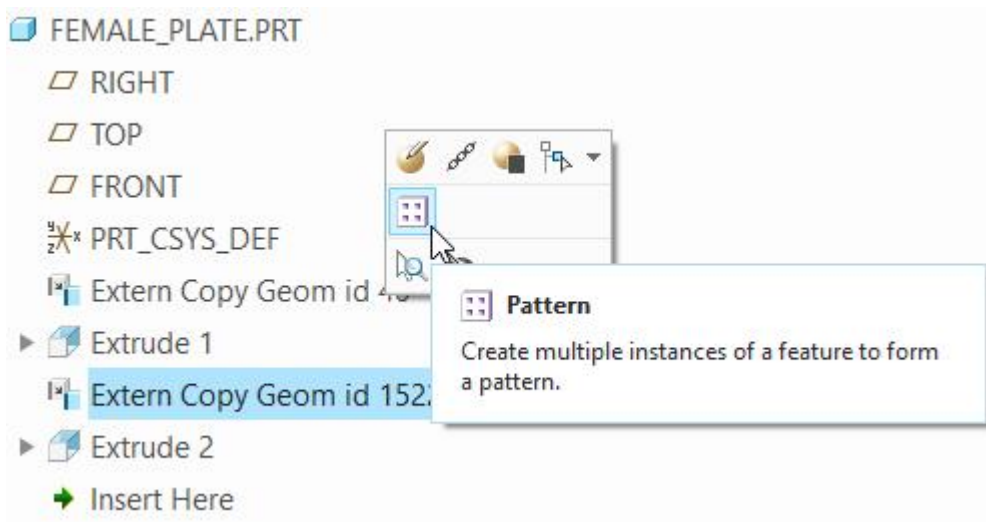 FEMALE_PLATE.PRT
RIGHT
TOP
FRONT
PRT_CSYS_DEF
Extern Copy Geom id
Extrude 1
Extern Copy Geom id 152
Extrude 2
Insert Here
Pattern
Create multiple instances of a feature to form
a pattern.